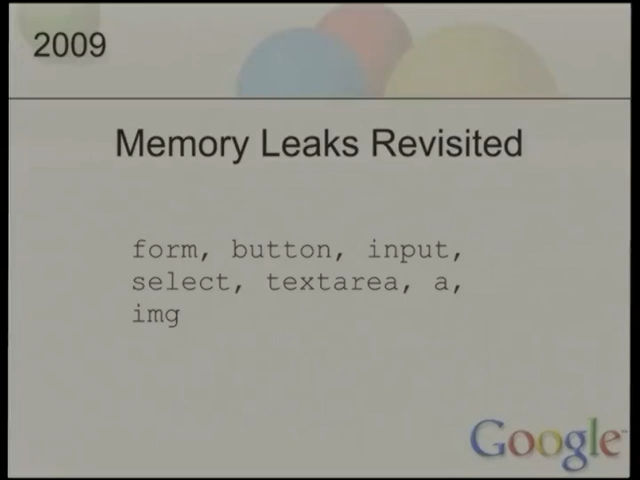 2009
Memory Leaks Revisited
form, button, input,
select, textarea, a,
img
Google